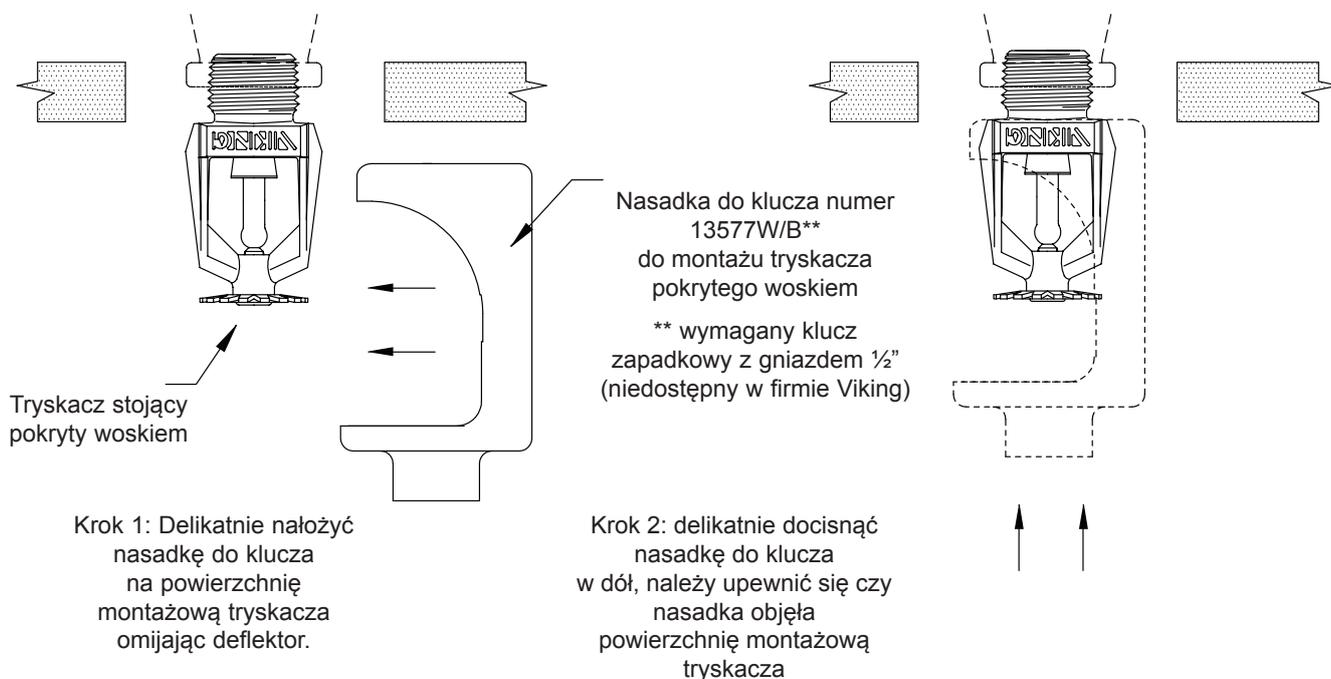 VIKING
VIKING
Nasadka do klucza numer
13577W/B**
do montażu tryskacza
pokrytego woskiem
** wymagany klucz
zapadkowy z gniazdem ½”
(niedostępny w firmie Viking)
Tryskacz stojący
pokryty woskiem
Krok 1: Delikatnie nałożyć
nasadkę do klucza
na powierzchnię
montażową tryskacza
omijając deflektor.
Krok 2: delikatnie docisnąć
nasadkę do klucza
w dół, należy upewnić się czy
nasadka objęła
powierzchnię montażową
tryskacza